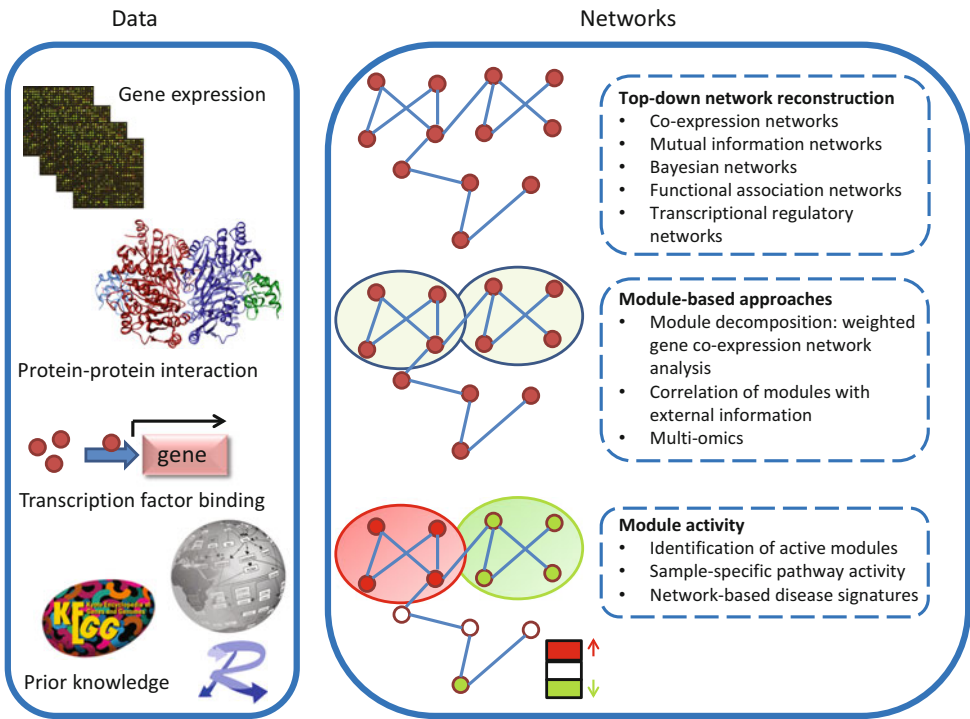 Data
Networks
Gene expression
Protein-protein interaction
gene
Transcription factor binding
KEGG
Prior knowledge
R
Top-down network reconstruction
• Co-expression networks
• Mutual information networks
• Bayesian networks
• Functional association networks
• Transcriptional regulatory
networks
Module-based approaches
• Module decomposition: weighted
gene co-expression network
analysis
• Correlation of modules with
external information
• Multi-omics
Module activity
• Identification of active modules
• Sample-specific pathway activity
• Network-based disease signatures